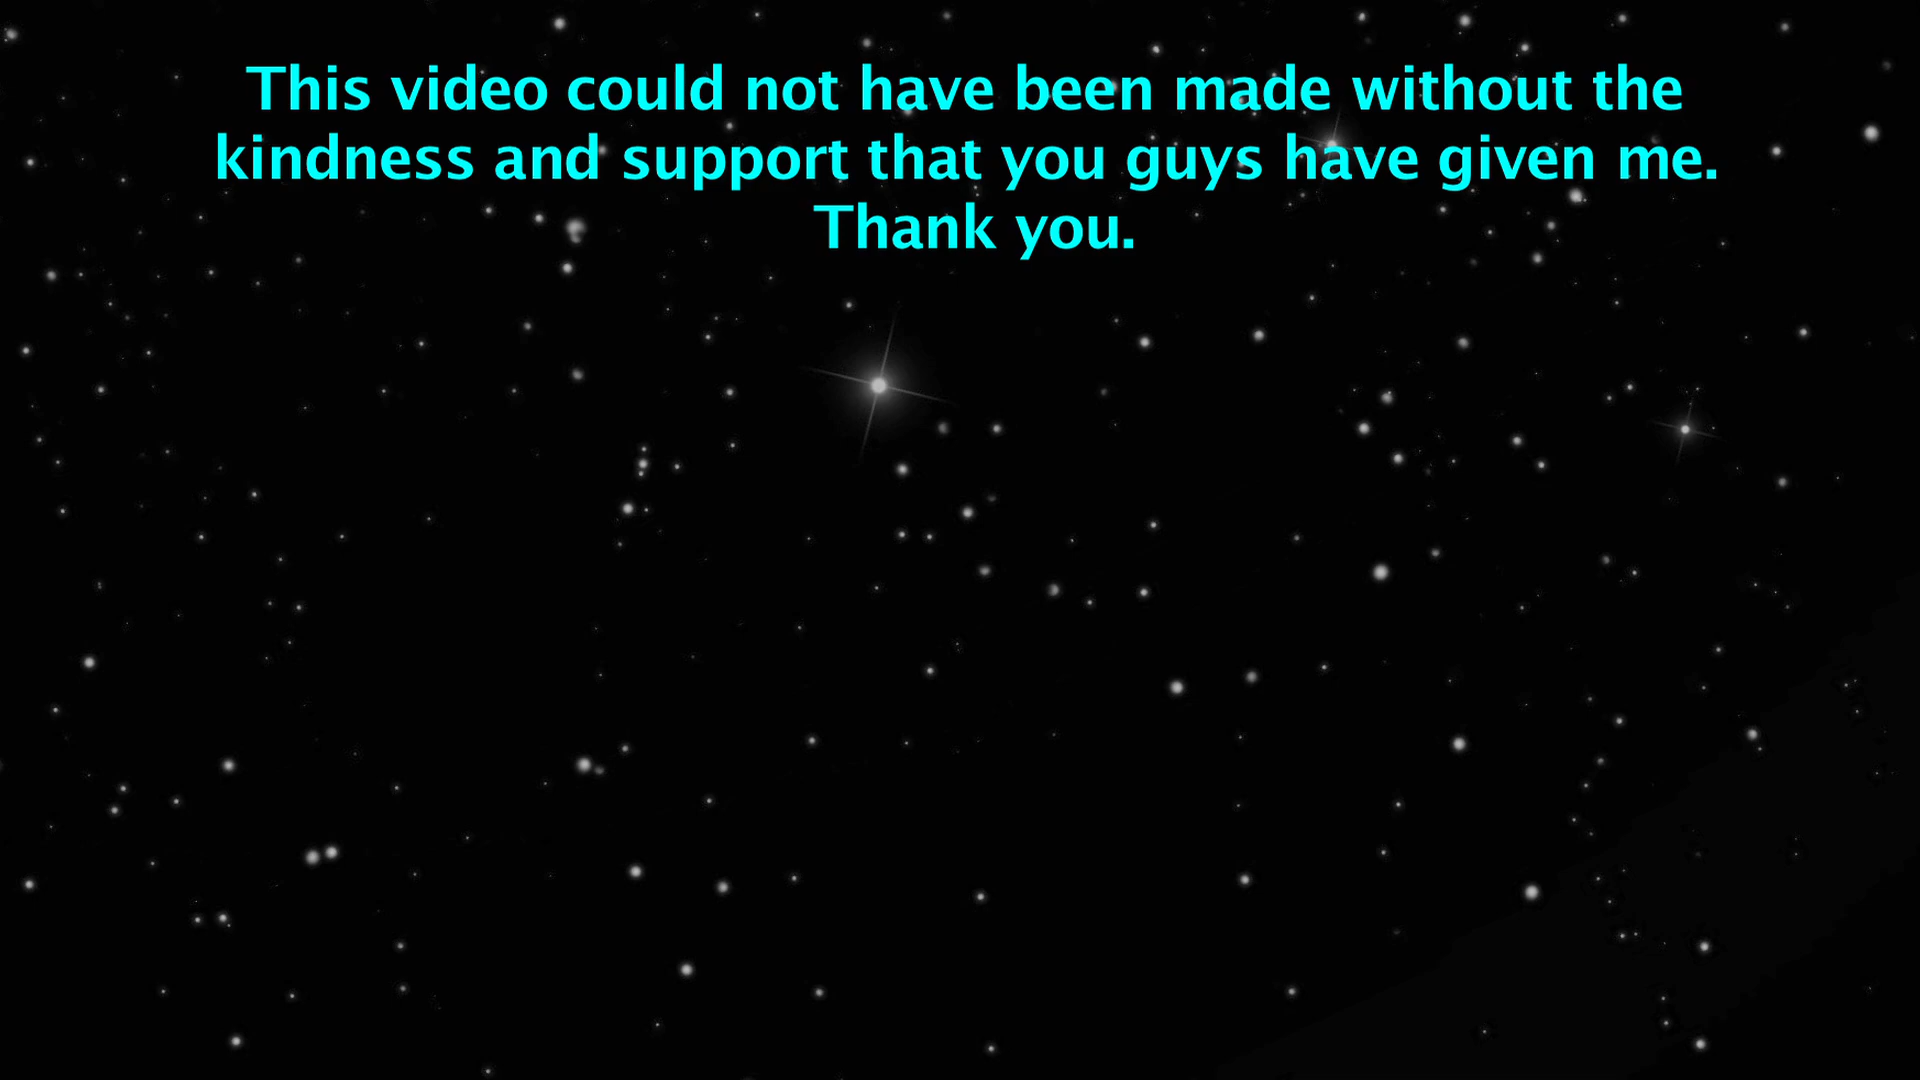 This video could not have been made without the
kindness and support that you guys have given me.
Thank you.